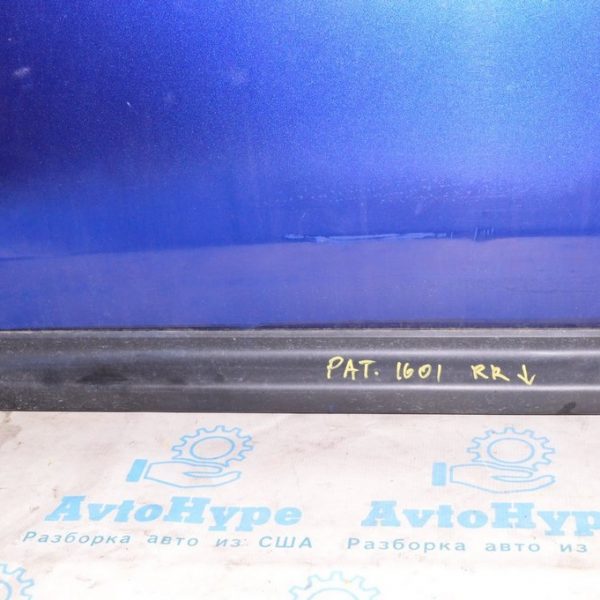 PAT. 1601 RR↓
AvtoHype AvtoHype
Разборка авто из США Разборка авто из